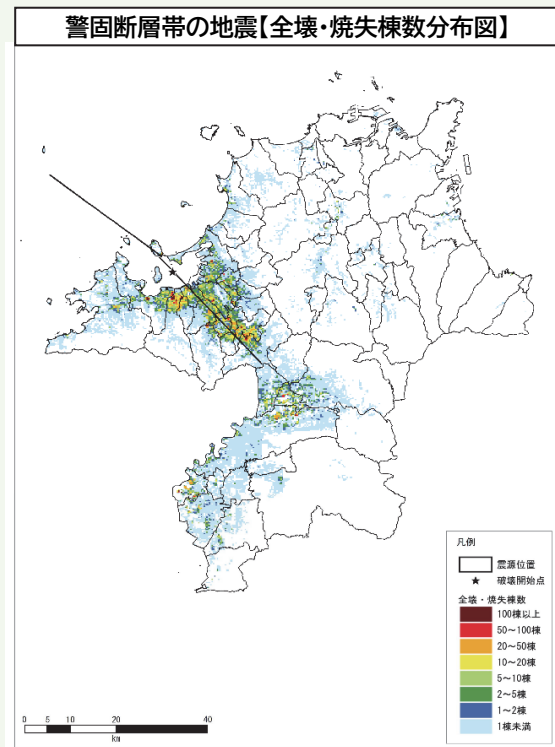 警固断層帯の地震【全壊・焼失棟数分布図】
凡例
震源位置
★ 破壊開始点
全壊・焼失棟数
100棟以上
50～100棟
20～50棟
10～20棟
5～10棟
2～5棟
1～2棟
1棟未満
0 5 10 20 40
km